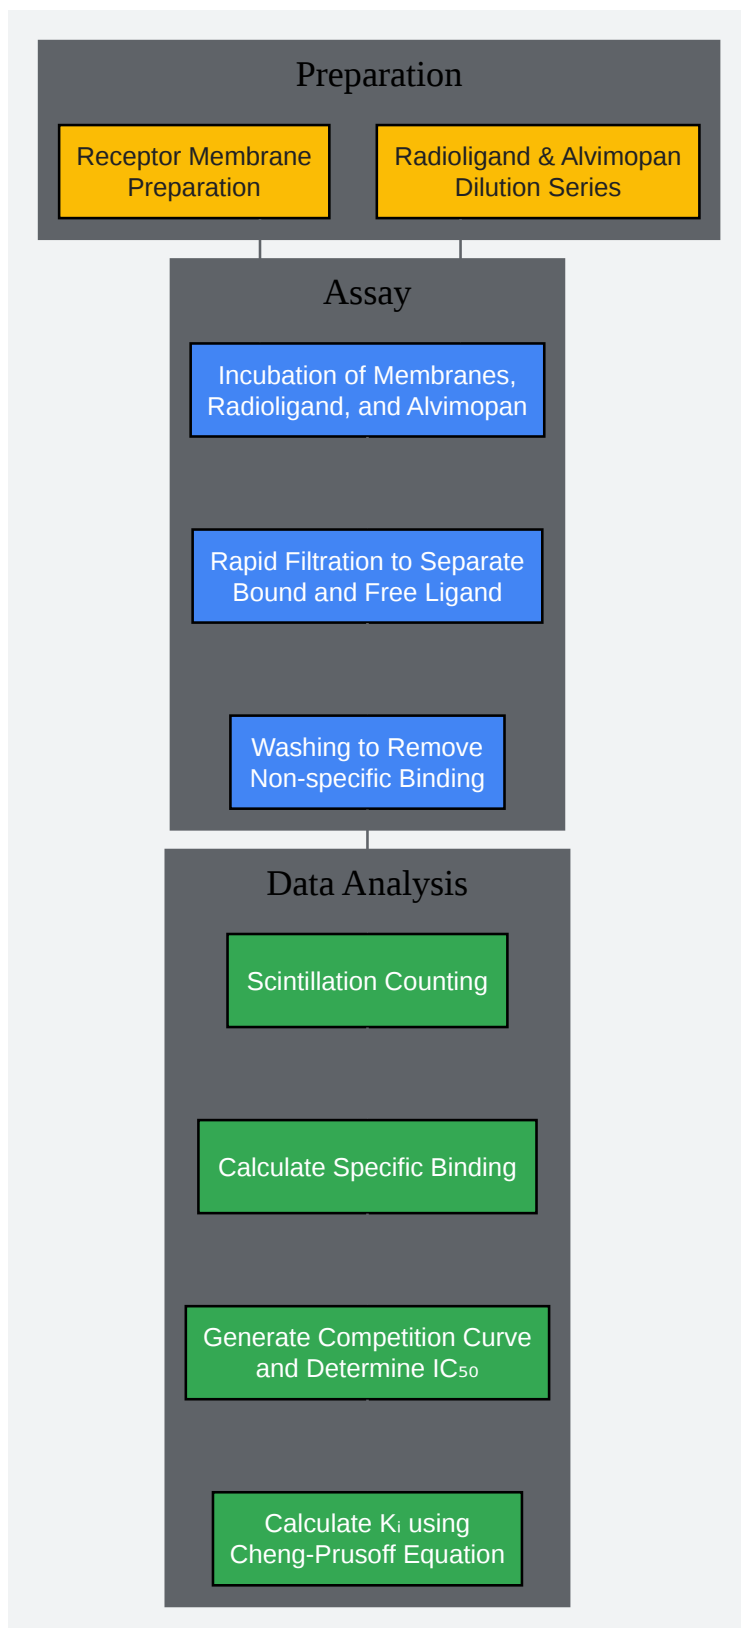 Preparation
Receptor Membrane
Preparation
Radioligand & Alvimopan
Dilution Series
Assay
Incubation of Membranes,
Radioligand, and Alvimopan
Rapid Filtration to Separate
Bound and Free Ligand
Washing to Remove
Non-specific Binding
Data Analysis
Scintillation Counting
Calculate Specific Binding
Generate Competition Curve
and Determine IC₅₀
Calculate Kᵢ using
Cheng-Prusoff Equation